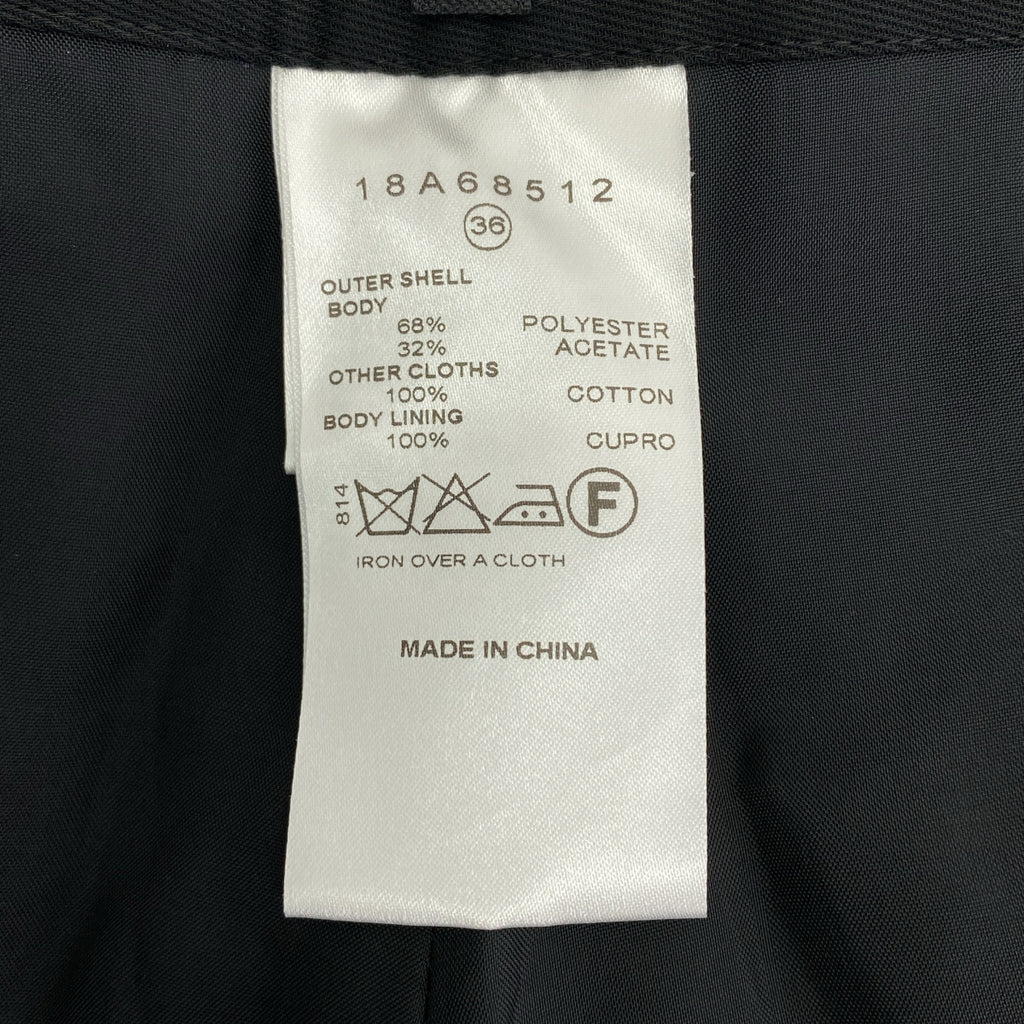 18A68512
36
OUTER SHELL
BODY
68% POLYESTER
32% ACETATE
OTHER CLOTHS
100% COTTON
BODY LINING
100% CUPRO
814
F
IRON OVER A CLOTH
MADE IN CHINA